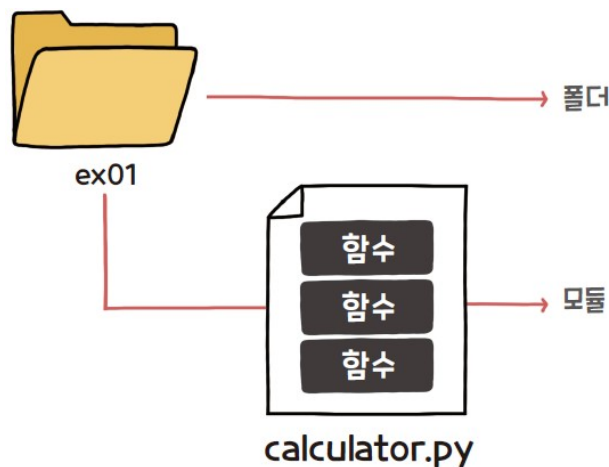 폴더
ex01
함수
함수
모듈
함수
calculator.py